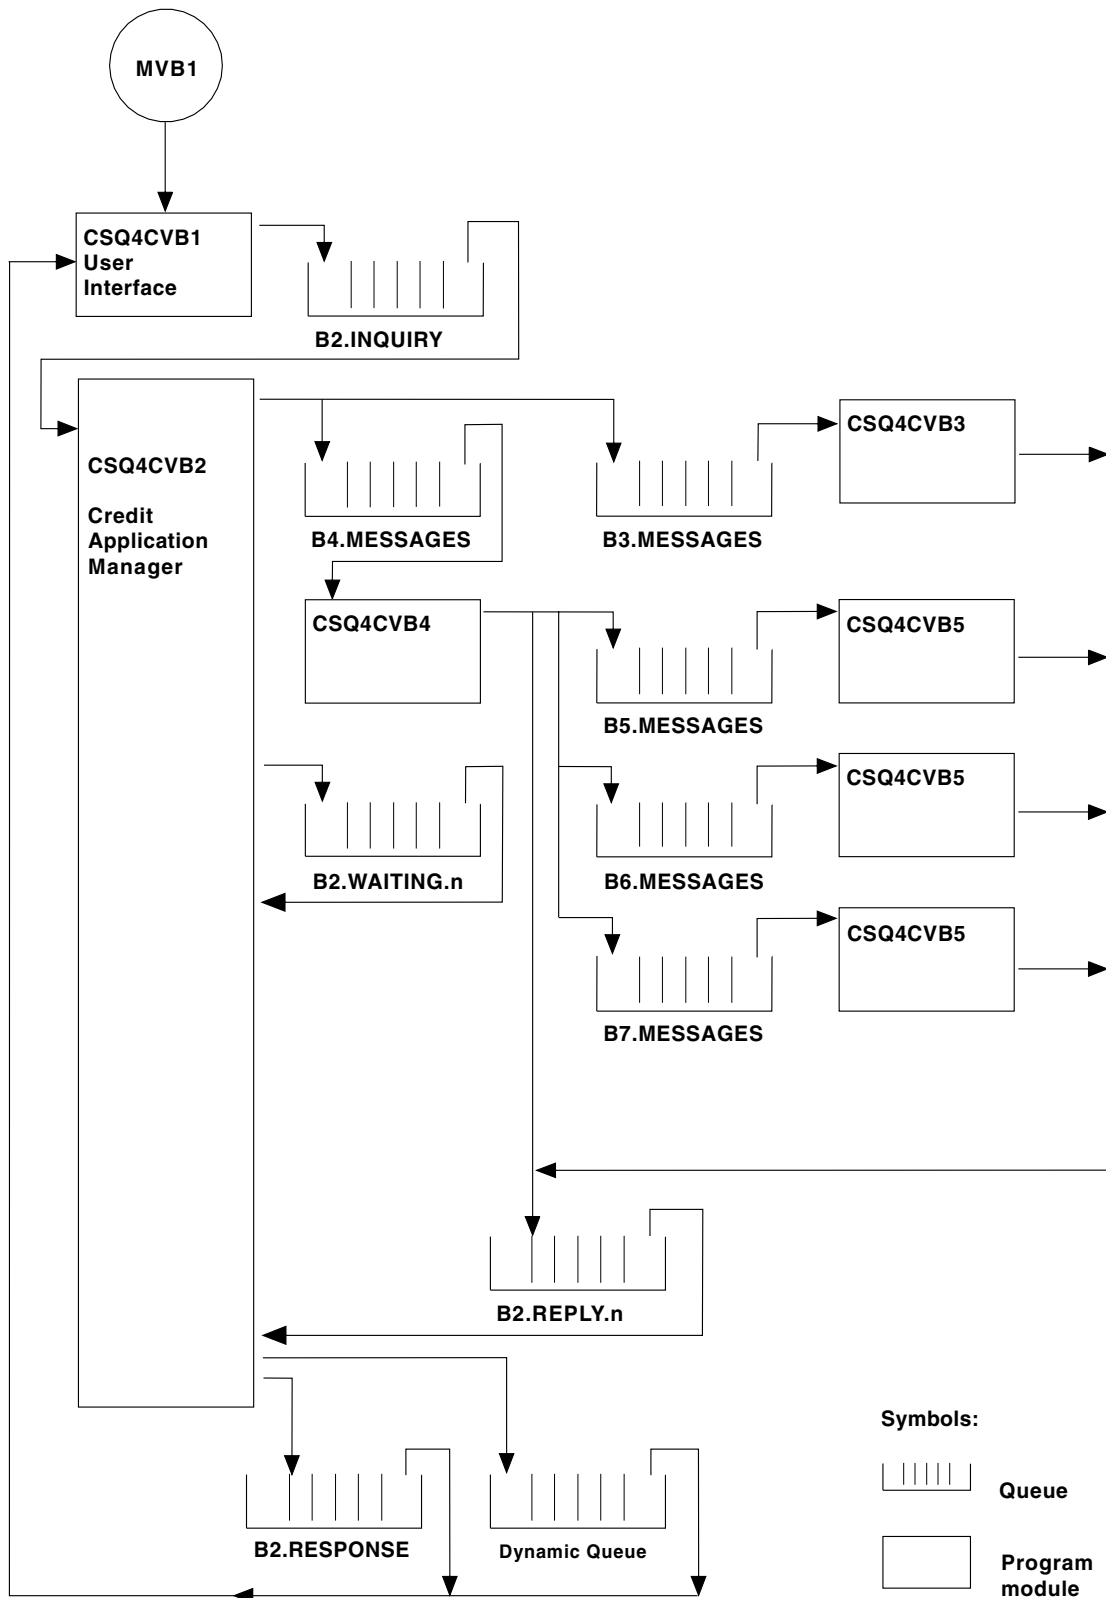 MVB1
CSQ4CVB1
User
Interface
B2.INQUIRY
CSQ4CVB2
Credit
Application
Manager
CSQ4CVB3
B4.MESSAGES
B3.MESSAGES
CSQ4CVB4
CSQ4CVB5
B5.MESSAGES
CSQ4CVB5
B2.WAITING.n
B6.MESSAGES
CSQ4CVB5
B7.MESSAGES
B2.REPLY.n
Symbols:
Queue
B2.RESPONSE
Dynamic Queue
Program
module